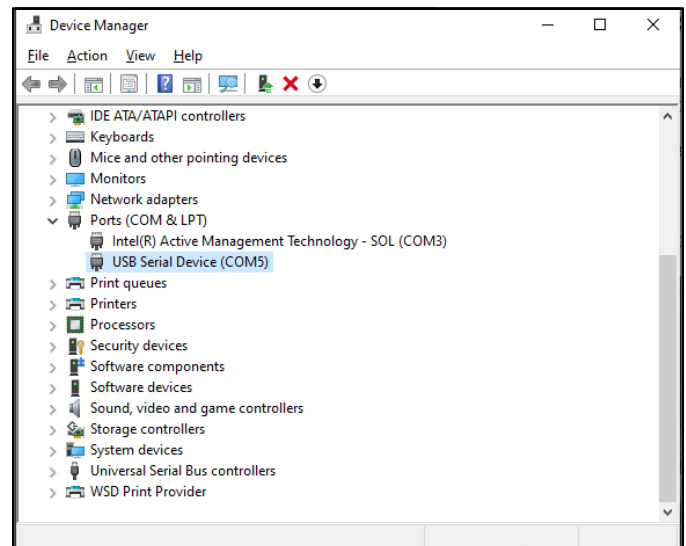 Device Manager
File Action View Help
IDE ATA/ATAPI controllers
Keyboards
Mice and other pointing devices
Monitors
Network adapters
Ports (COM & LPT)
Intel(R) Active Management Technology - SOL (COM3)
USB Serial Device (COM5)
Print queues
Printers
Processors
Security devices
Software components
Software devices
Sound, video and game controllers
Storage controllers
System devices
Universal Serial Bus controllers
WSD Print Provider